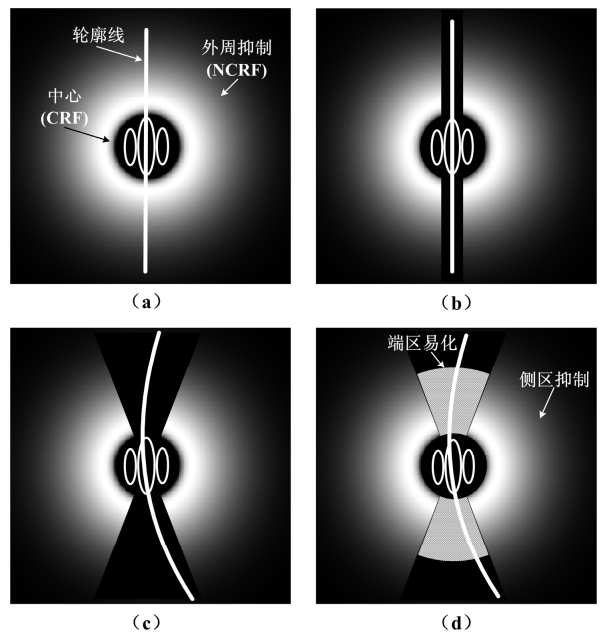 轮廓线
外周抑制
(NCRF)
中心
(CRF)
（a）
（b）
端区易化
侧区抑制
（c）
（d）